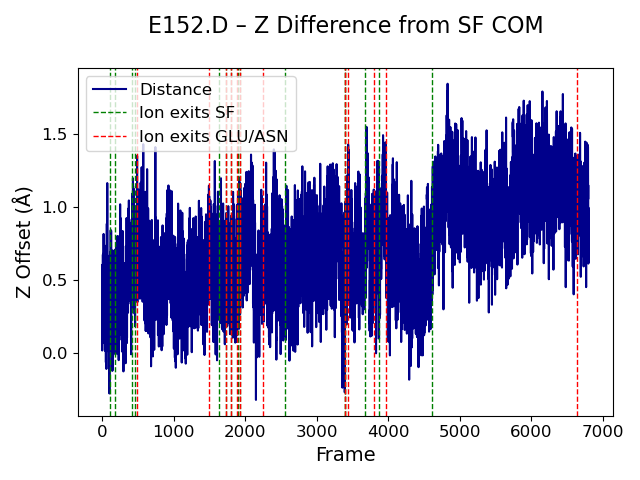 E152.D – Z Difference from SF COM
Distance
Ion exits SF
Ion exits GLU/ASN
Z Offset (Å)
1.5
1.0
0.5
0.0
0 1000 2000 3000 4000 5000 6000 7000
Frame